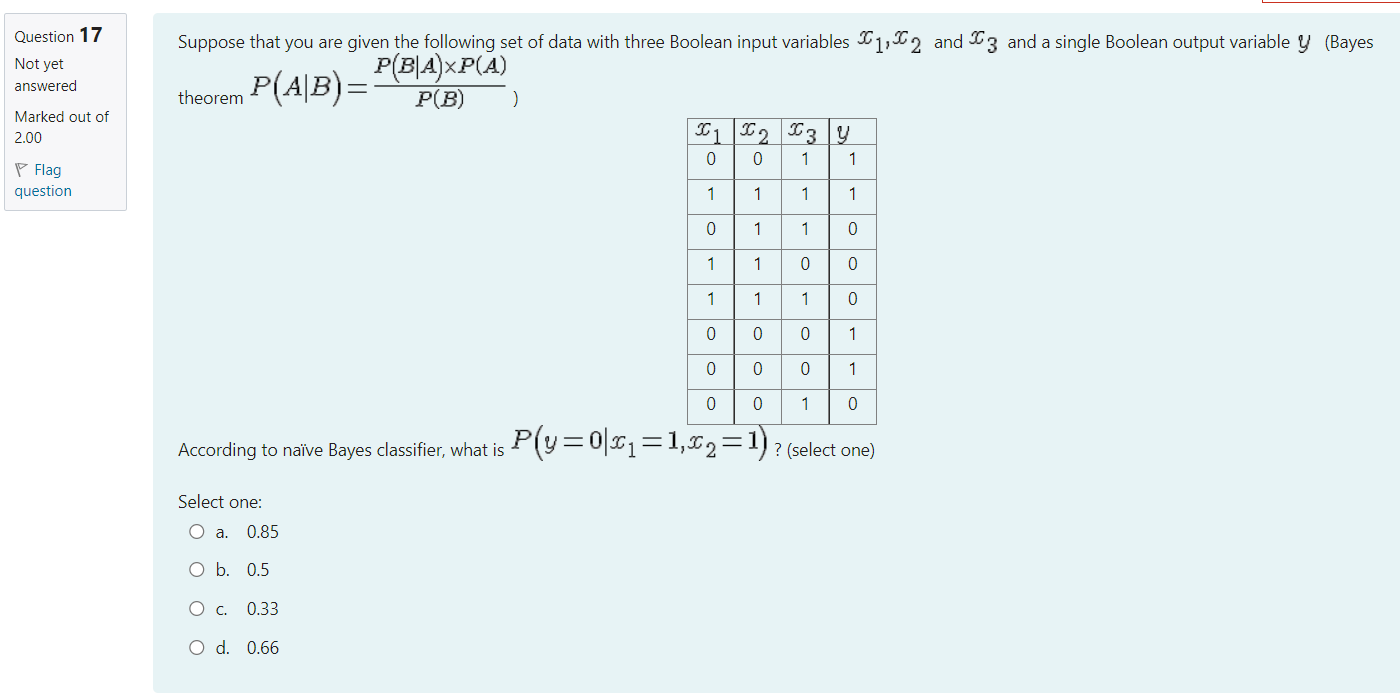 Question 17
Not yet
answered
Marked out of
2.00
Flag
question
Suppose that you are given the following set of data with three Boolean input variables x₁,x₂ and x₃ and a single Boolean output variable y (Bayes
theorem P(A|B)=P(B|A)×P(A)/P(B) )
x₁ x₂ x₃ y
0 0 1 1
1 1 1 1
0 1 1 0
1 1 0 0
1 1 1 0
0 0 0 1
0 0 0 1
0 0 1 0
According to naïve Bayes classifier, what is P(y=0|x₁=1,x₂=1) ? (select one)
Select one:
a. 0.85
b. 0.5
c. 0.33
d. 0.66